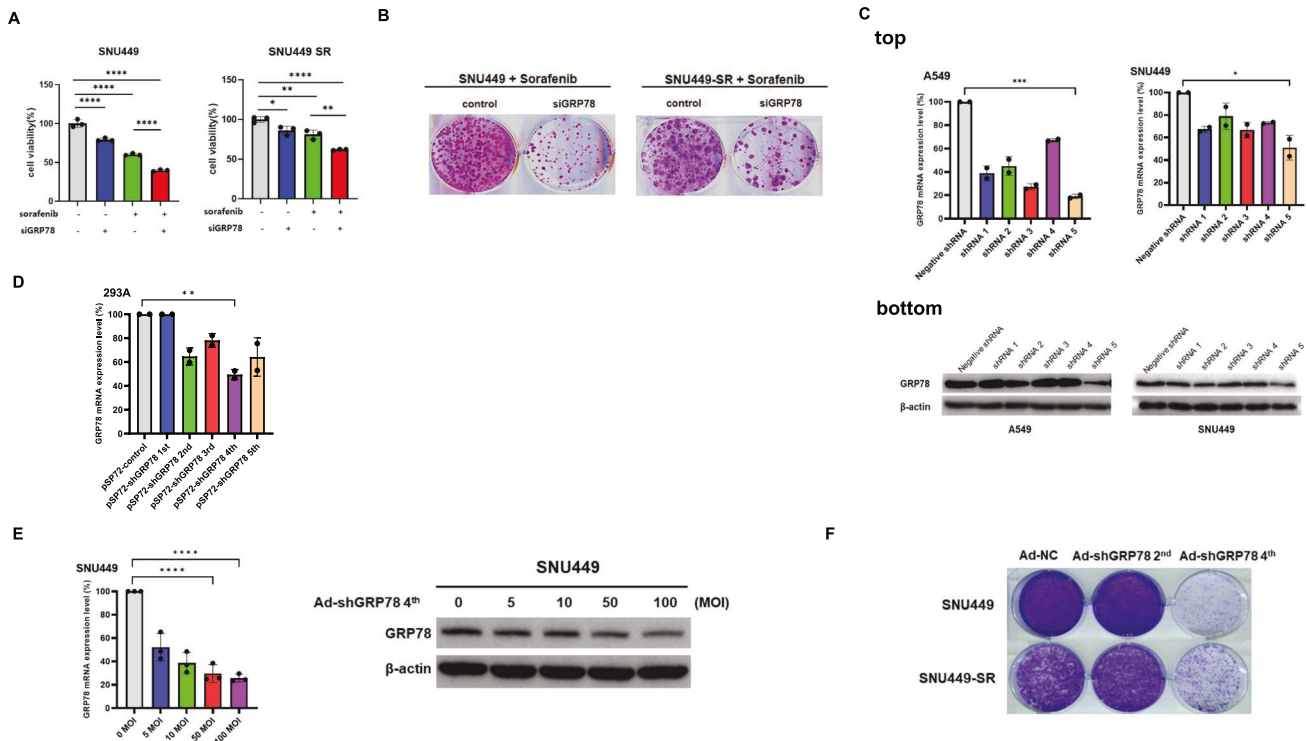 A
SNU449
****
****
****
****
cell viability(%)
150
100
50
0
sorafenib - - + +
siGRP78 - + - +
SNU449 SR
****
**
*
**
cell viability(%)
150
100
50
0
sorafenib - - + +
siGRP78 - + - +
B
SNU449 + Sorafenib
control siGRP78
SNU449-SR + Sorafenib
control siGRP78
C
top
A549
***
GRP78 mRNA expression level (%)
100
80
60
40
20
0
Negative shRNA
shRNA 1
shRNA 2
shRNA 3
shRNA 4
shRNA 5
SNU449
*
GRP78 mRNA expression level (%)
100
80
60
40
20
0
Negative shRNA
shRNA 1
shRNA 2
shRNA 3
shRNA 4
shRNA 5
bottom
Negative shRNA
shRNA 1
shRNA 2
shRNA 3
shRNA 4
shRNA 5
GRP78
β-actin
A549
Negative shRNA
shRNA 1
shRNA 2
shRNA 3
shRNA 4
shRNA 5
SNU449
D
293A
**
GRP78 mRNA expression level (%)
100
80
60
40
20
0
pSP72-control
pSP72-shGRP78 1st
pSP72-shGRP78 2nd
pSP72-shGRP78 3rd
pSP72-shGRP78 4th
pSP72-shGRP78 5th
E
SNU449
****
****
GRP78 mRNA expression level (%)
100
80
60
40
20
0
0 MOI
5 MOI
10 MOI
50 MOI
100 MOI
SNU449
Ad-shGRP78 4th 0 5 10 50 100 (MOI)
GRP78
β-actin
F
Ad-NC Ad-shGRP78 2nd Ad-shGRP78 4th
SNU449
SNU449-SR